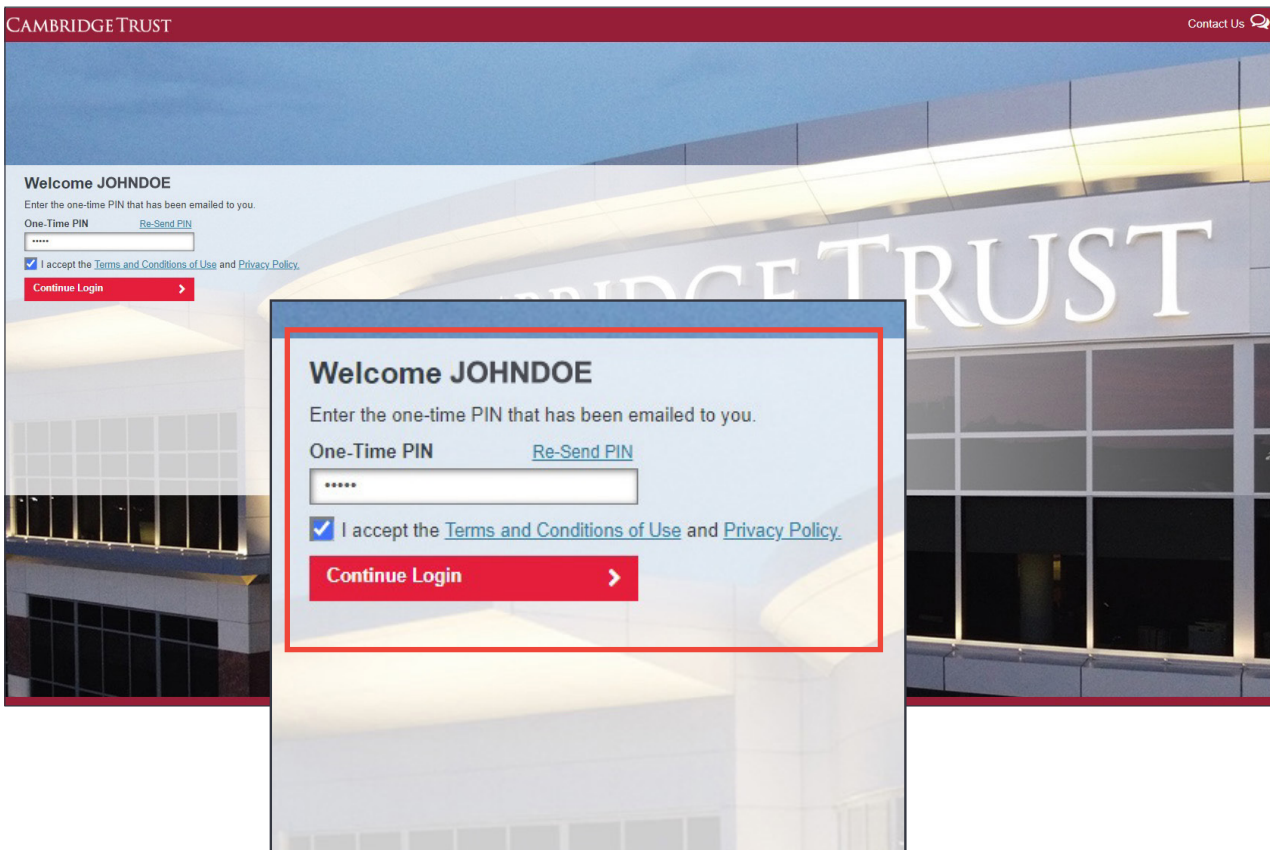 CAMBRIDGE TRUST
Contact Us
Welcome JOHNDOE
Enter the one-time PIN that has been emailed to you.
One-Time PIN Re-Send PIN
•••••
I accept the Terms and Conditions of Use and Privacy Policy.
Continue Login
TRUST
Welcome JOHNDOE
Enter the one-time PIN that has been emailed to you.
One-Time PIN Re-Send PIN
•••••
I accept the Terms and Conditions of Use and Privacy Policy.
Continue Login